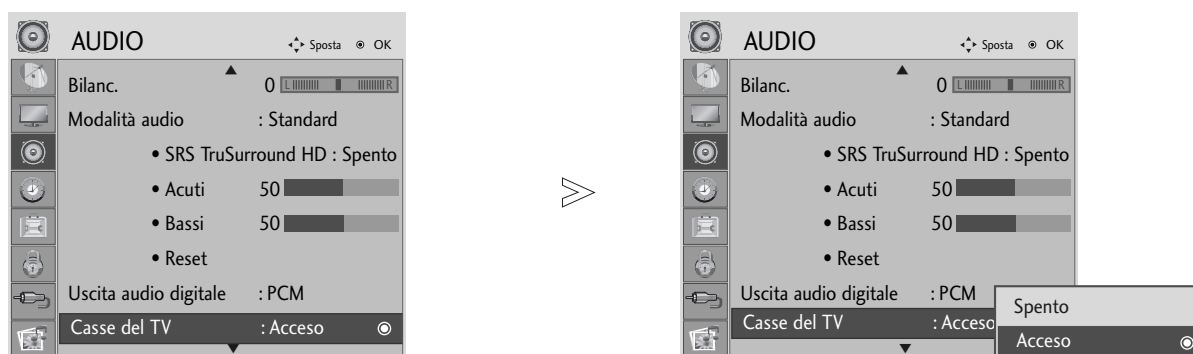 AUDIO
Sposta OK
Bilanc. 0 L R
Modalità audio : Standard
• SRS TruSurround HD : Spento
• Acuti 50
• Bassi 50
• Reset
Uscita audio digitale : PCM
Casse del TV : Acceso
AUDIO
Sposta OK
Bilanc. 0 L R
Modalità audio : Standard
• SRS TruSurround HD : Spento
• Acuti 50
• Bassi 50
• Reset
Uscita audio digitale : PCM
Casse del TV : Acceso
Spento
Acceso